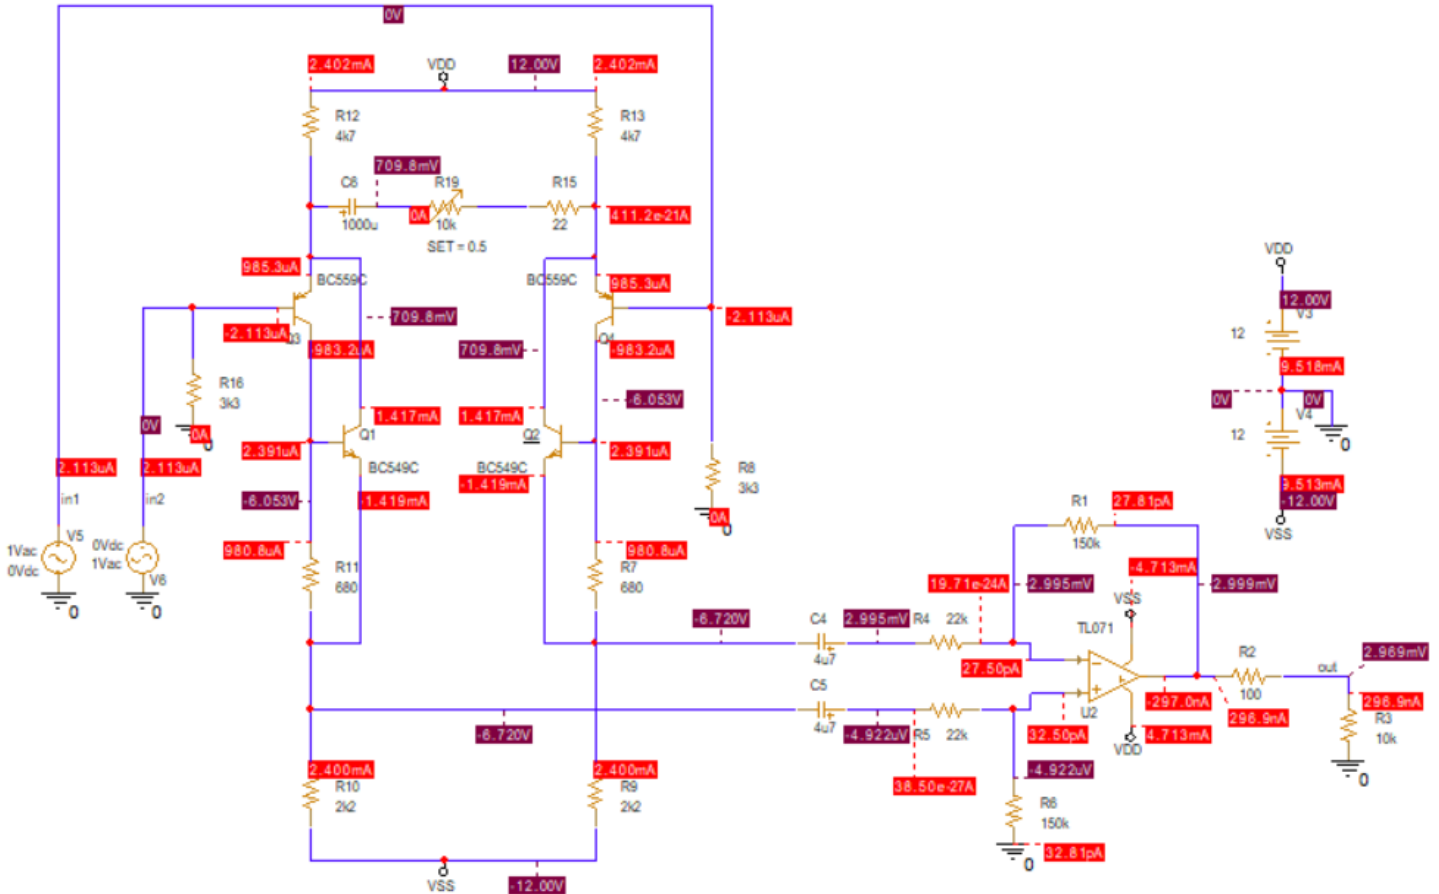 0V
2.402mA
VDD
12.00V
2.402mA
R12
4k7
R13
4k7
709.8mV
C6
R19
R15
1000u
0A
10k
22
411.2e-21A
SET = 0.5
985.3uA
BC559C
BC559C
985.3uA
-2.113uA
Q3
709.8mV
Q4
-2.113uA
-983.2uA
709.8mV
-983.2uA
R16
3k3
-6.053V
0V
0A
0
1.417mA
1.417mA
Q1
Q2
2.391uA
2.391uA
BC549C
BC549C
R8
3k3
2.113uA
2.113uA
-1.419mA
-1.419mA
in1
in2
-6.053V
0A
0
V5
1Vac
0Vdc
0Vdc
1Vac
V6
0
0
980.8uA
980.8uA
R11
680
R7
680
VDD
12.00V
V3
12
9.518mA
0V
0V
V4
0
12
9.513mA
-12.00V
VSS
R1
27.81pA
150k
-4.713mA
19.71e-24A
2.995mV
VSS
2.999mV
-6.720V
C4
2.995mV
R4
22k
TL071
4u7
27.50pA
R2
out
2.969mV
100
C5
-297.0nA
296.9nA
296.9nA
R3
10k
0
4u7
-4.922uV
R5
22k
32.50pA
U2
4.713mA
VDD
-6.720V
38.50e-27A
-4.922uV
R6
150k
0
32.81pA
2.400mA
R10
2k2
2.400mA
R9
2k2
VSS
-12.00V